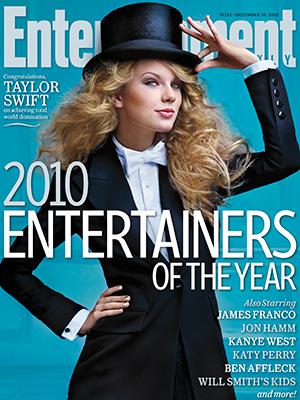 Entertainment
WEEKLY
Congratulations,
TAYLOR
SWIFT
on achieving total
world domination
2010
ENTERTAINERS
OF THE YEAR
Also Starring
JAMES FRANCO
JON HAMM
KANYE WEST
KATY PERRY
BEN AFFLECK
WILL SMITH'S KIDS
and more!